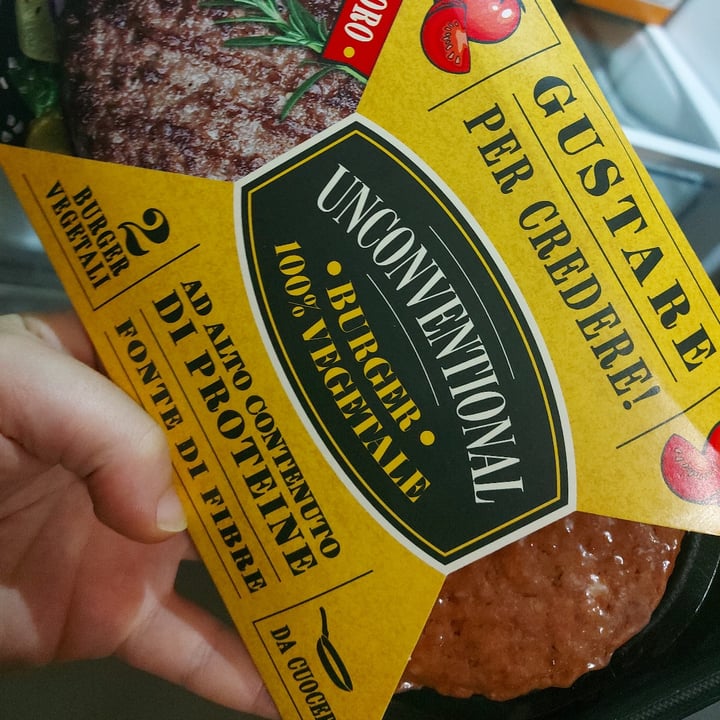 ORO
GUSTARE
PER CREDERE!
UNCONVENTIONAL
• BURGER •
100% VEGETALE
2
BURGER
VEGETALI
AD ALTO CONTENUTO
DI PROTEINE
FONTE DI FIBRE
DA CUOCER